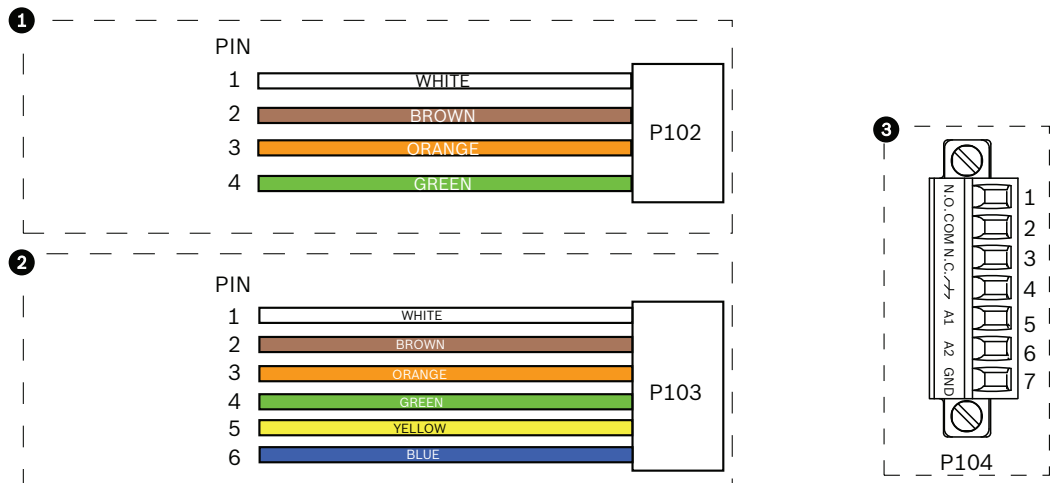 1
PIN
1 WHITE
2 BROWN
3 ORANGE
4 GREEN
P102
2
PIN
1 WHITE
2 BROWN
3 ORANGE
4 GREEN
5 YELLOW
6 BLUE
P103
3
N.O. COM N.C. A1 A2 GND
1
2
3
4
5
6
7
P104